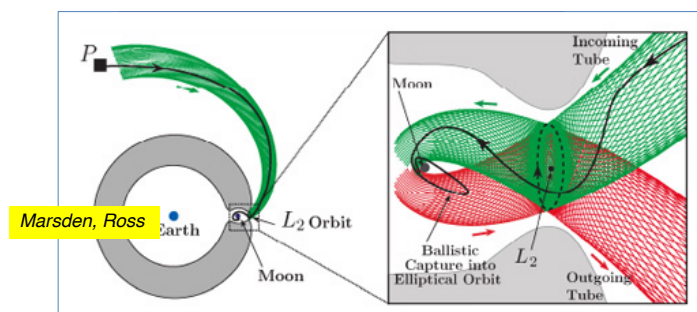 P
Marsden, Ross
Earth
L₂ Orbit
Moon
Incoming
Tube
Moon
L₂
Ballistic
Capture into
Elliptical Orbit
Outgoing
Tube